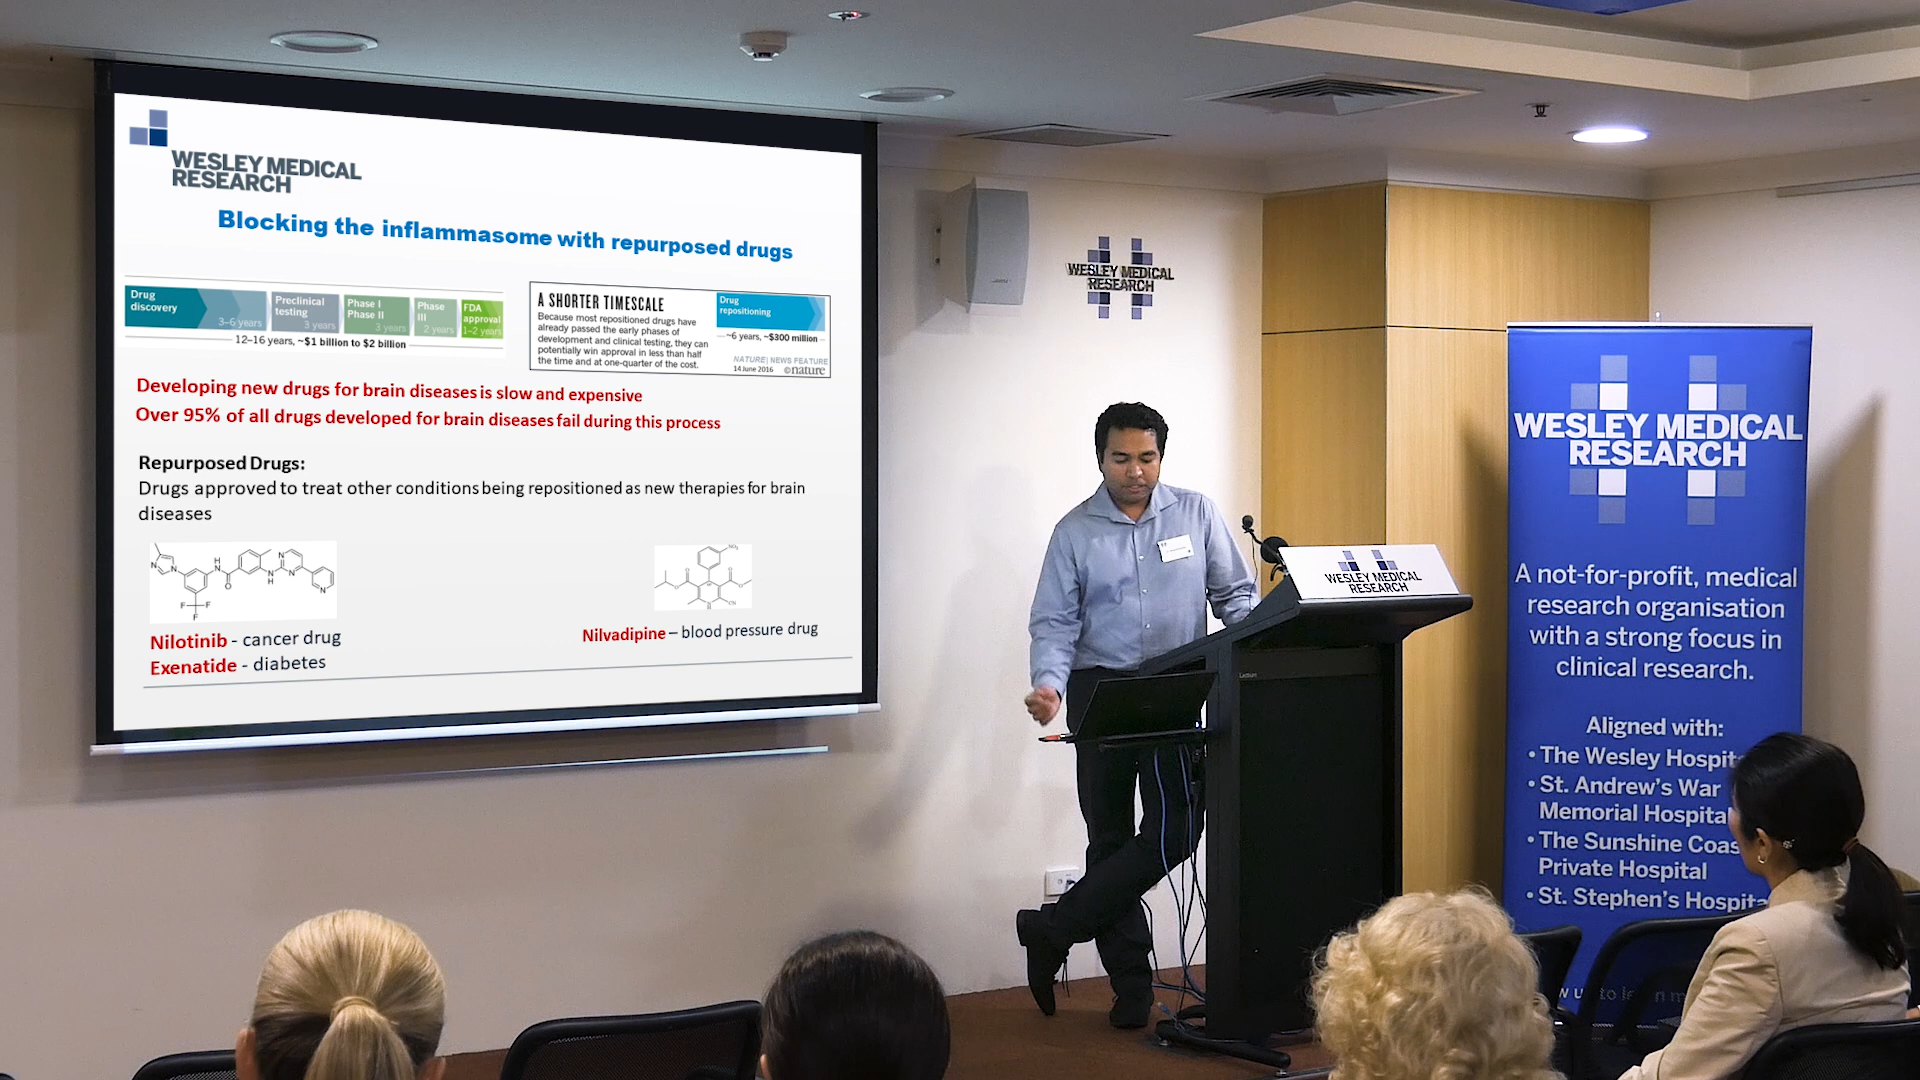 WESLEY MEDICAL
RESEARCH
Blocking the inflammasome with repurposed drugs
Drug
discovery
3–6 years
Preclinical
testing
3 years
Phase I
Phase II
3 years
Phase
III
2 years
FDA
approval
1–2 years
12–16 years, ~$1 billion to $2 billion
A SHORTER TIMESCALE
Because most repositioned drugs have
already passed the early phases of
development and clinical testing, they can
potentially win approval in less than half
the time and at one-quarter of the cost.
Drug
repositioning
~6 years, ~$300 million
NATURE| NEWS FEATURE
14 June 2016 ©nature
Developing new drugs for brain diseases is slow and expensive
Over 95% of all drugs developed for brain diseases fail during this process
Repurposed Drugs:
Drugs approved to treat other conditions being repositioned as new therapies for brain
diseases
Nilotinib - cancer drug
Exenatide - diabetes
Nilvadipine – blood pressure drug
WESLEY MEDICAL
RESEARCH
WESLEY MEDICAL
RESEARCH
WESLEY MEDICAL
RESEARCH
A not-for-profit, medical
research organisation
with a strong focus in
clinical research.
Aligned with:
• The Wesley Hospit
• St. Andrew's War
Memorial Hospital
• The Sunshine Coas
Private Hospital
• St. Stephen's Hospita